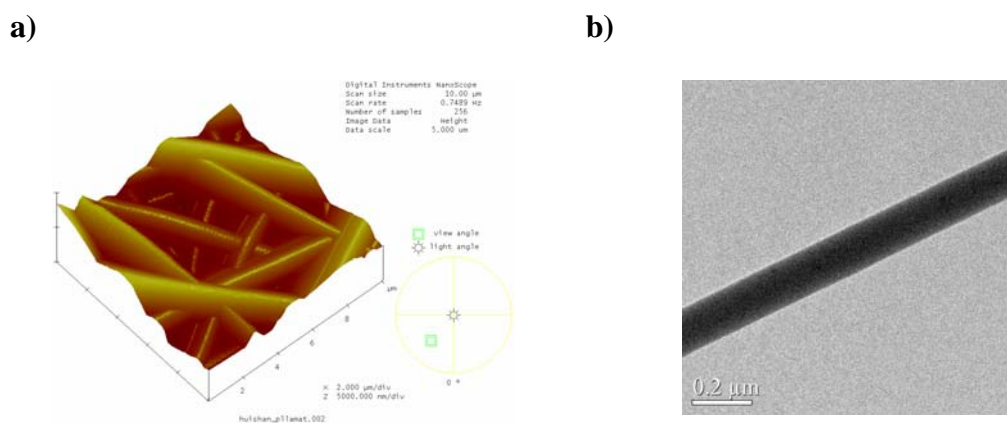 a)
b)
Digital Instruments NanoScope
Scan size 10.00 µm
Scan rate 0.7489 Hz
Number of samples 256
Image Data Height
Data scale 5.000 um
view angle
light angle
µm
8
6
4
2
X 2.000 µm/div
Z 5000.000 nm/div
0 °
huishan_pllamat.002
0.2 µm